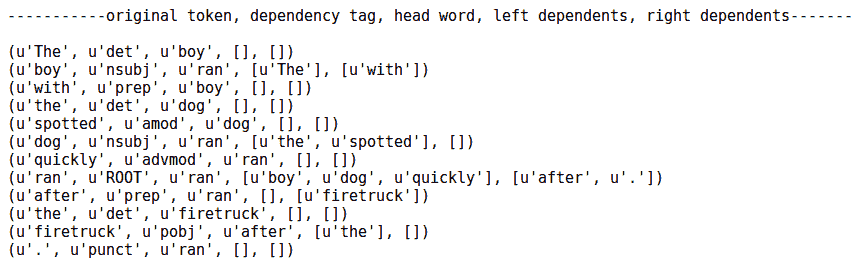 -----------original token, dependency tag, head word, left dependents, right dependents-------
(u'The', u'det', u'boy', [], [])
(u'boy', u'nsubj', u'ran', [u'The'], [u'with'])
(u'with', u'prep', u'boy', [], [])
(u'the', u'det', u'dog', [], [])
(u'spotted', u'amod', u'dog', [], [])
(u'dog', u'nsubj', u'ran', [u'the', u'spotted'], [])
(u'quickly', u'advmod', u'ran', [], [])
(u'ran', u'ROOT', u'ran', [u'boy', u'dog', u'quickly'], [u'after', u'.'])
(u'after', u'prep', u'ran', [], [u'firetruck'])
(u'the', u'det', u'firetruck', [], [])
(u'firetruck', u'pobj', u'after', [u'the'], [])
(u'.', u'punct', u'ran', [], [])